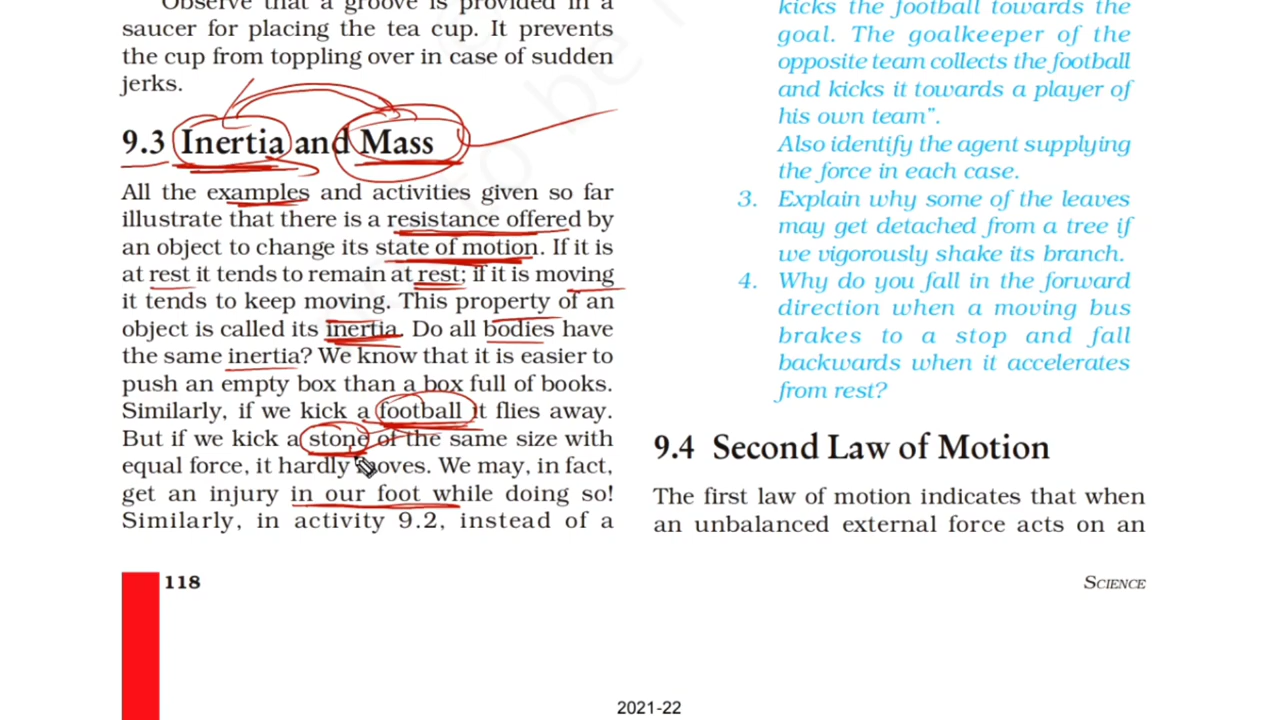 Observe that a groove is provided in a
saucer for placing the tea cup. It prevents
the cup from toppling over in case of sudden
jerks.
9.3 Inertia and Mass
All the examples and activities given so far
illustrate that there is a resistance offered by
an object to change its state of motion. If it is
at rest it tends to remain at rest; if it is moving
it tends to keep moving. This property of an
object is called its inertia. Do all bodies have
the same inertia? We know that it is easier to
push an empty box than a box full of books.
Similarly, if we kick a football it flies away.
But if we kick a stone of the same size with
equal force, it hardly moves. We may, in fact,
get an injury in our foot while doing so!
Similarly, in activity 9.2, instead of a
kicks the football towards the
goal. The goalkeeper of the
opposite team collects the football
and kicks it towards a player of
his own team”.
Also identify the agent supplying
the force in each case.
3. Explain why some of the leaves
may get detached from a tree if
we vigorously shake its branch.
4. Why do you fall in the forward
direction when a moving bus
brakes to a stop and fall
backwards when it accelerates
from rest?
9.4 Second Law of Motion
The first law of motion indicates that when
an unbalanced external force acts on an
118
SCIENCE
2021-22
to be